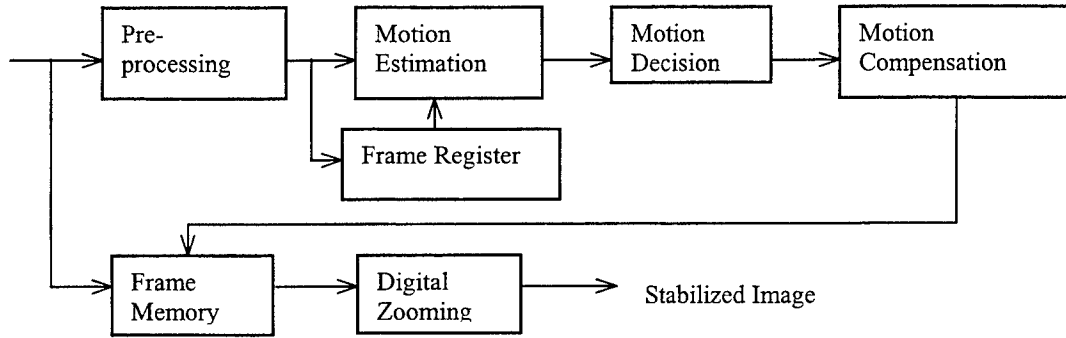 Pre-
processing
Motion
Estimation
Motion
Decision
Motion
Compensation
Frame Register
Frame
Memory
Digital
Zooming
Stabilized Image